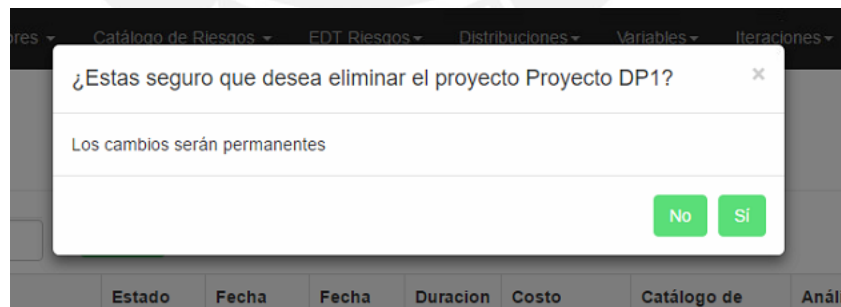 Catálogo de Riesgos EDT Riesgos Distribuciones Variables Iteraciones
¿Estas seguro que desea eliminar el proyecto Proyecto DP1? ×
Los cambios serán permanentes
No Sí
Estado Fecha Fecha Duracion Costo Catálogo de